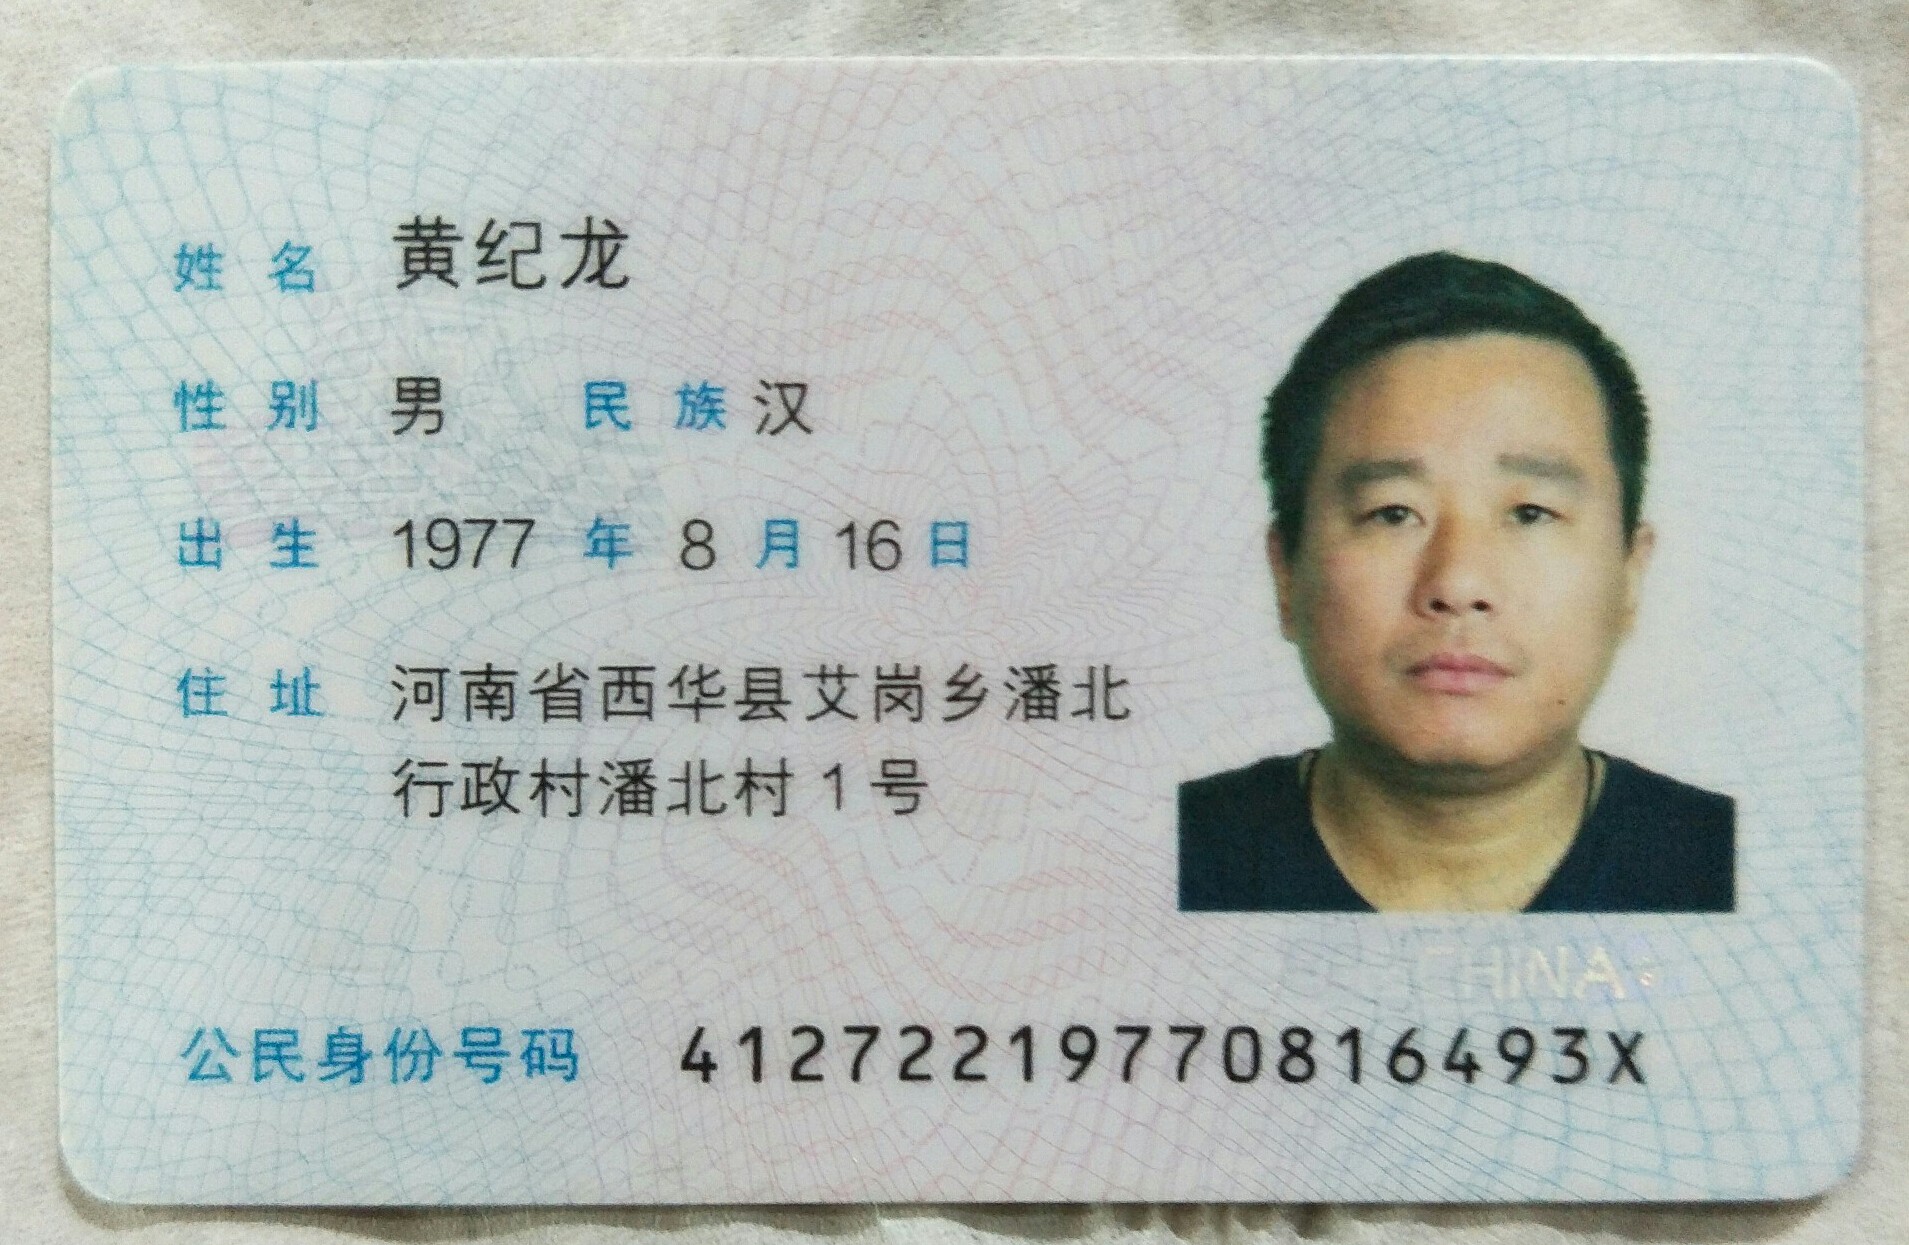 姓名 黄纪龙
性别 男 民族 汉
出生 1977 年 8 月 16 日
住址 河南省西华县艾岗乡潘北
行政村潘北村 1 号
CHINA
公民身份号码 41272219770816493X